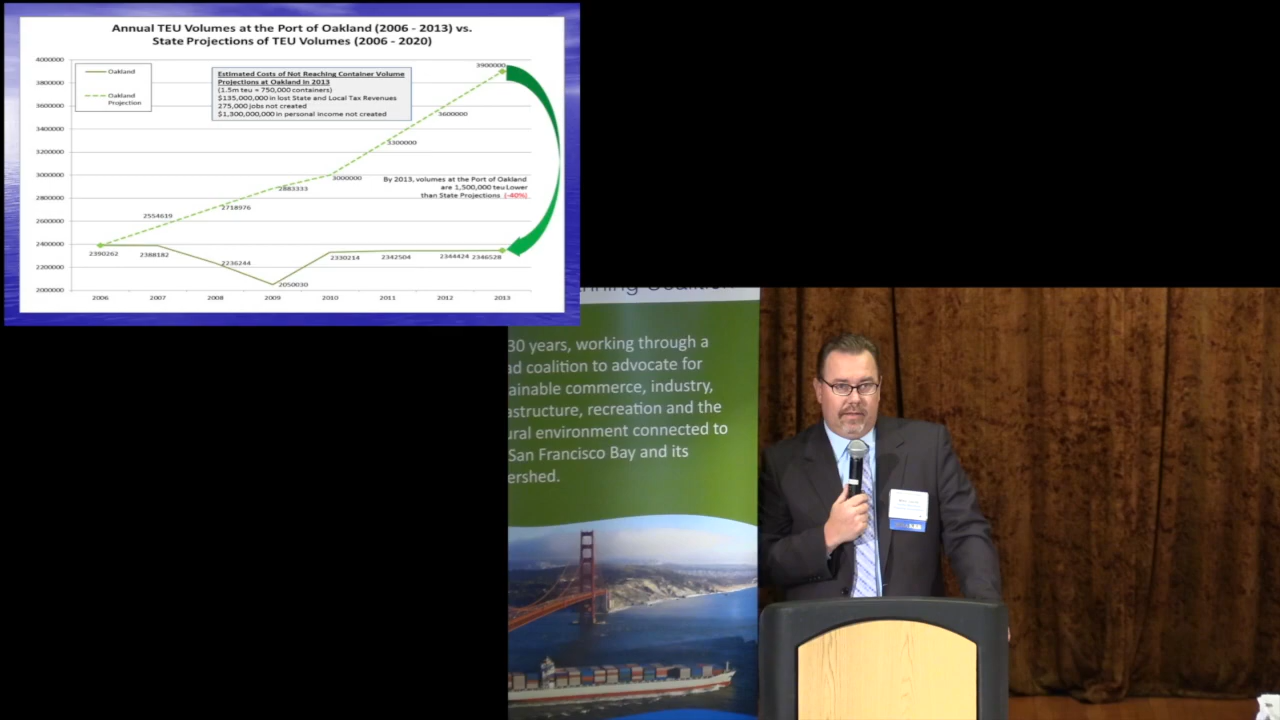 Annual TEU Volumes at the Port of Oakland (2006 - 2013) vs.
State Projections of TEU Volumes (2006 - 2020)
4000000
3800000
3600000
3400000
3200000
3000000
2800000
2600000
2400000
2200000
2000000
Oakland
Oakland
Projection
Estimated Costs of Not Reaching Container Volume
Projections at Oakland in 2013
(1.5m teu = 750,000 containers)
$135,000,000 in lost State and Local Tax Revenues
275,000 jobs not created
$1,300,000,000 in personal income not created
3900000
3600000
3300000
3000000
2883333
2718976
2554619
By 2013, volumes at the Port of Oakland
are 1,500,000 teu Lower
than State Projections (-40%)
2390262
2388182
2236244
2050030
2330214
2342504
2344424
2346528
2006
2007
2008
2009
2010
2011
2012
2013
30 years, working through a
ad coalition to advocate for
ainable commerce, industry,
astructure, recreation and the
ural environment connected to
San Francisco Bay and its
ershed.